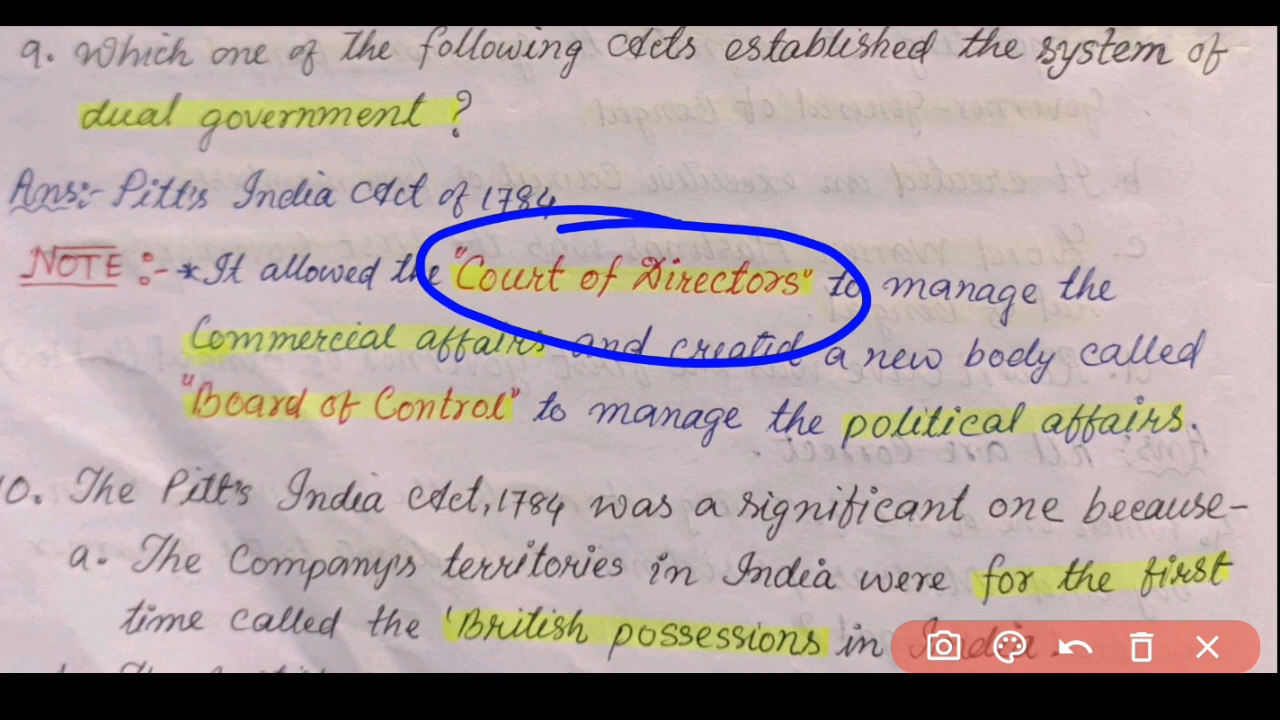 9. Which one of the following Acts established the system of
dual government ?
Ans:- Pitt's India Act of 1784
NOTE :- * It allowed the "Court of Directors" to manage the
Commercial affairs and created a new body called
"Board of Control" to manage the political affairs.
10. The Pitt's India Act, 1784 was a significant one because-
a. The Company's territories in India were for the first
time called the 'British possessions in India.